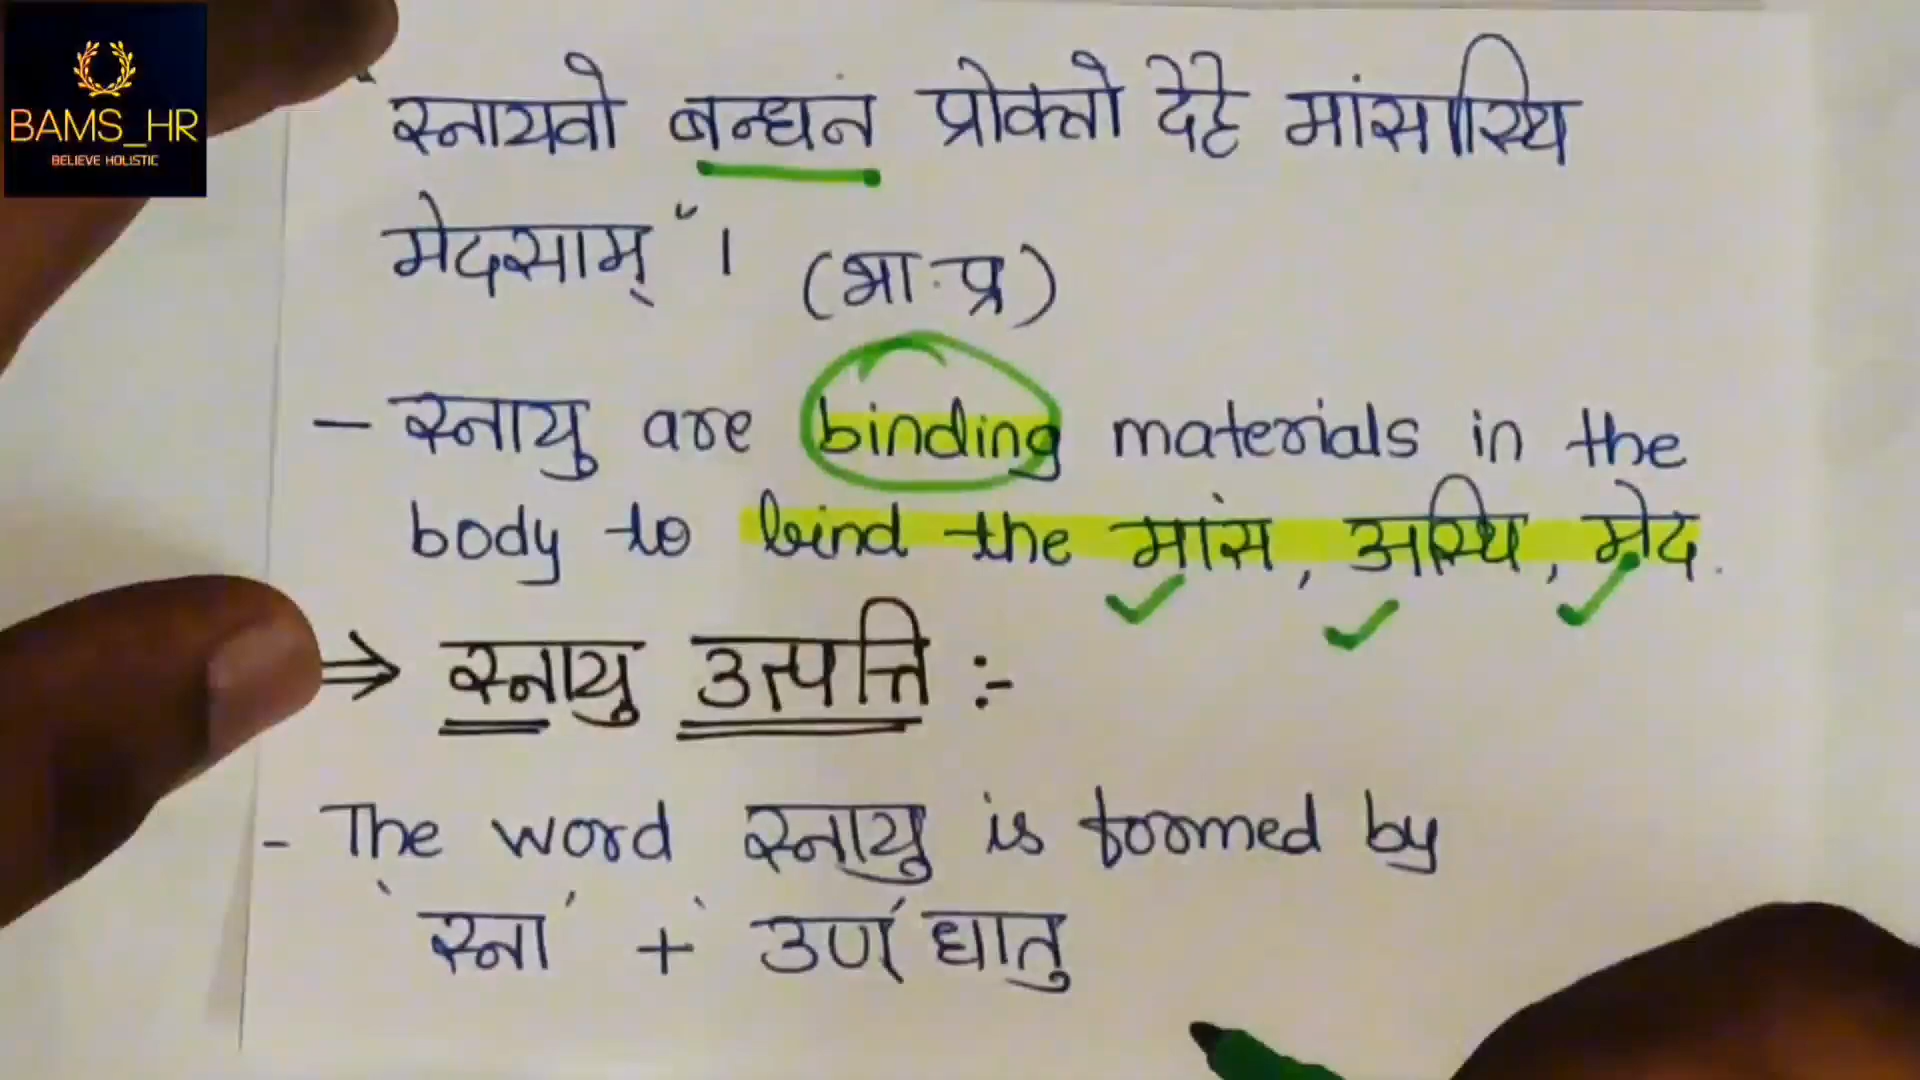 BAMS_HR
BELIEVE HOLISTIC
"स्नायवो बन्धनं प्रोक्तो देहे मांसास्थि
मेदसाम्"। (भा.प्र)
- स्नायु are binding materials in the
body to bind the मांस, अस्थि, मेद.
⇒ स्नायु उत्पत्ति :-
- The word स्नायु is formed by
'स्ना' + 'उण्' धातु